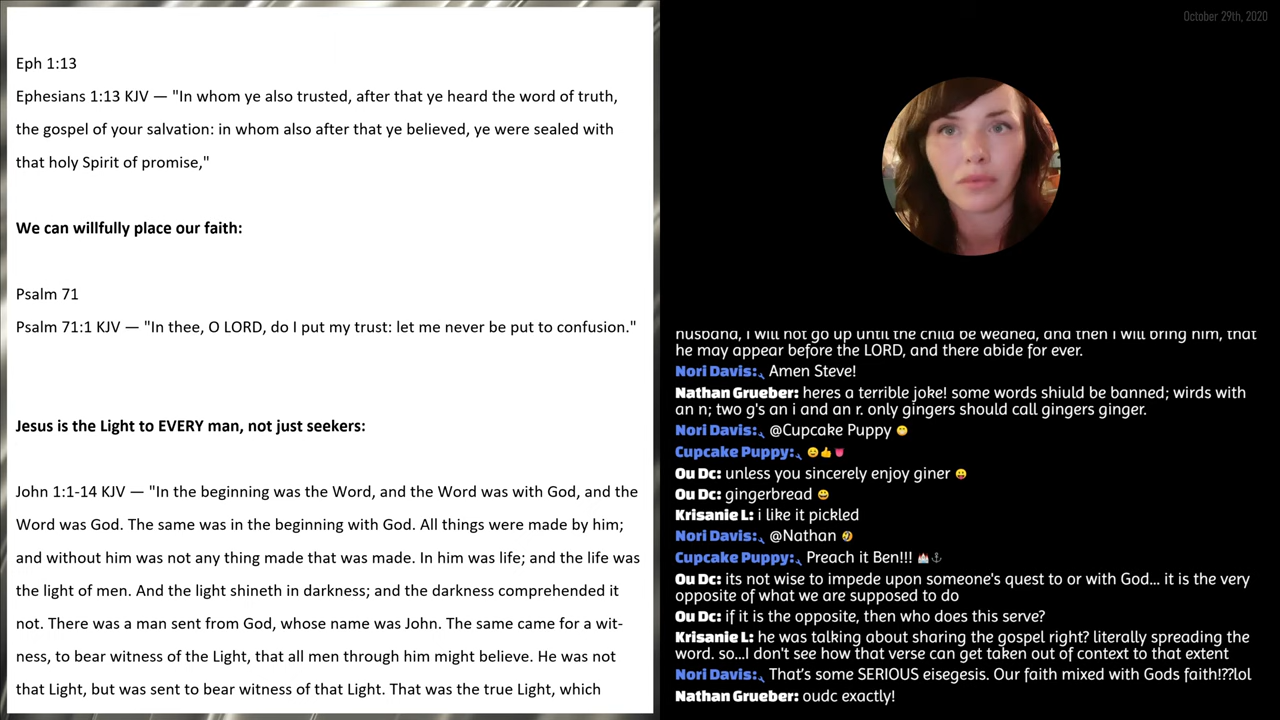 October 29th, 2020
Eph 1:13
Ephesians 1:13 KJV — "In whom ye also trusted, after that ye heard the word of truth,
the gospel of your salvation: in whom also after that ye believed, ye were sealed with
that holy Spirit of promise,"
We can willfully place our faith:
Psalm 71
Psalm 71:1 KJV — "In thee, O LORD, do I put my trust: let me never be put to confusion."
Jesus is the Light to EVERY man, not just seekers:
John 1:1-14 KJV — "In the beginning was the Word, and the Word was with God, and the
Word was God. The same was in the beginning with God. All things were made by him;
and without him was not any thing made that was made. In him was life; and the life was
the light of men. And the light shineth in darkness; and the darkness comprehended it
not. There was a man sent from God, whose name was John. The same came for a wit-
ness, to bear witness of the Light, that all men through him might believe. He was not
that Light, but was sent to bear witness of that Light. That was the true Light, which
husband, I will not go up until the child be weaned, and then I will bring him, that
he may appear before the LORD, and there abide for ever.
Nori Davis: Amen Steve!
Nathan Grueber: heres a terrible joke! some words shiuld be banned; wirds with
an n; two g's an i and an r. only gingers should call gingers ginger.
Nori Davis: @Cupcake Puppy 😁
Cupcake Puppy: 😄👍💗
Ou Dc: unless you sincerely enjoy giner 😛
Ou Dc: gingerbread 😄
Krisanie L: i like it pickled
Nori Davis: @Nathan 🤣
Cupcake Puppy: Preach it Ben!!! ⛪⚓
Ou Dc: its not wise to impede upon someone's quest to or with God... it is the very
opposite of what we are supposed to do
Ou Dc: if it is the opposite, then who does this serve?
Krisanie L: he was talking about sharing the gospel right? literally spreading the
word. so...I don't see how that verse can get taken out of context to that extent
Nori Davis: That's some SERIOUS eisegesis. Our faith mixed with Gods faith!??lol
Nathan Grueber: oudc exactly!